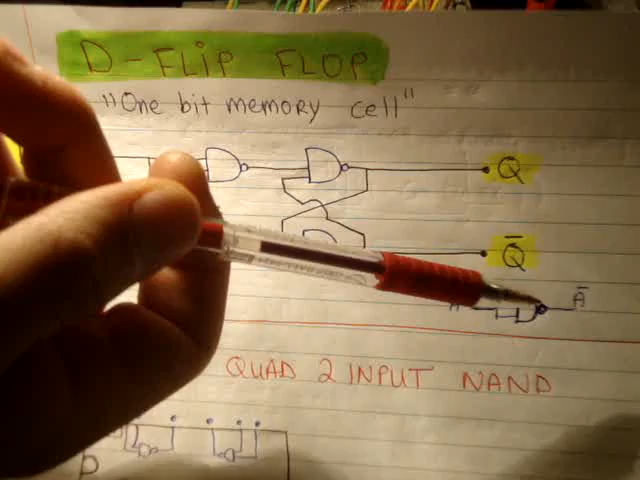 D-FLIP FLOP
"One bit memory cell"
Q
Q̅
A A̅
QUAD 2 INPUT NAND